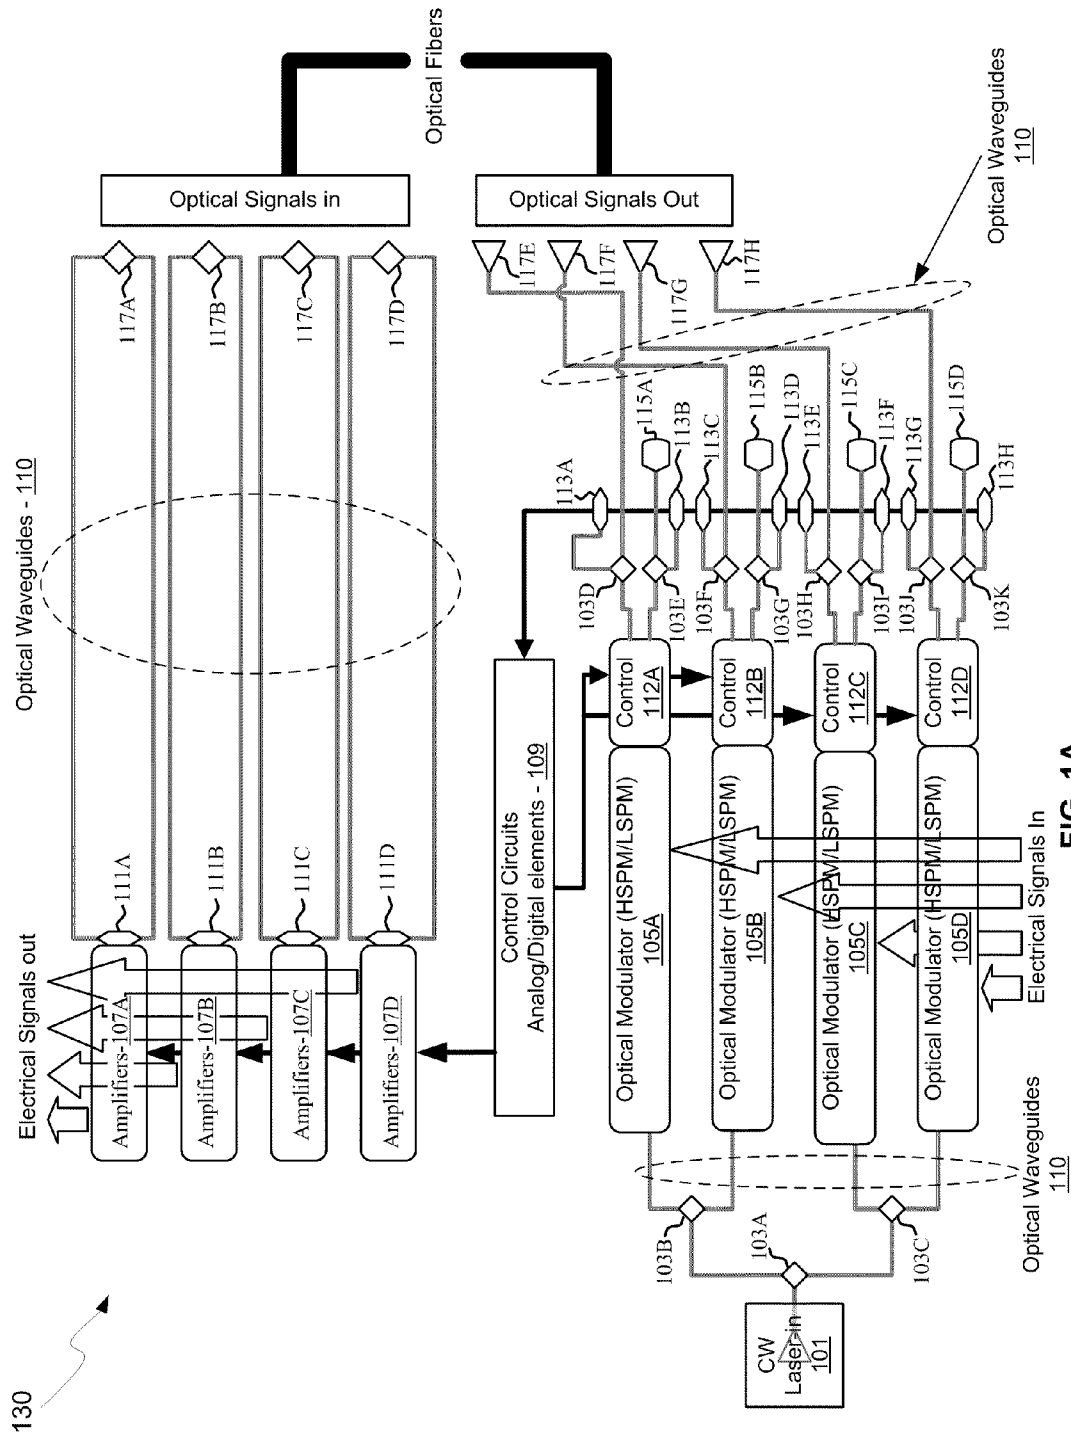 130
Electrical Signals out
Optical Waveguides - 110
Amplifiers-107A
Amplifiers-107B
Amplifiers-107C
Amplifiers-107D
111A
111B
111C
111D
117A
117B
117C
117D
Optical Signals in
Optical Fibers
Optical Signals Out
Control Circuits
Analog/Digital elements - 109
117E
117F
117G
117H
Optical Waveguides
110
CW
Laser-in
101
103A
103B
103C
Optical Waveguides
110
Optical Modulator (HSPM/LSPM)
105A
Optical Modulator (HSPM/LSPM)
105B
Optical Modulator (HSPM/LSPM)
105C
Optical Modulator (HSPM/LSPM)
105D
Electrical Signals In
Control
112A
Control
112B
Control
112C
Control
112D
103D
103E
103F
103G
103H
103I
103J
103K
113A
115A
113B
113C
115B
113D
113E
115C
113F
113G
115D
113H
FIG. 1A